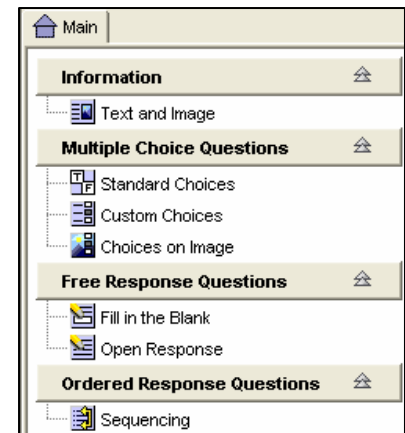 Main
Information
Text and Image
Multiple Choice Questions
Standard Choices
Custom Choices
Choices on Image
Free Response Questions
Fill in the Blank
Open Response
Ordered Response Questions
Sequencing